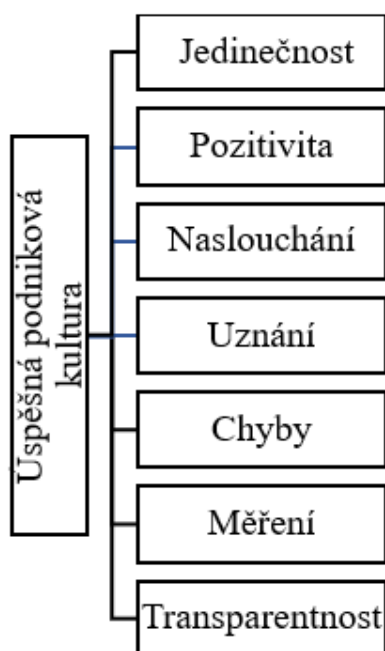 Úspěšná podniková
kultura
Jedinečnost
Pozitivita
Naslouchání
Uznání
Chyby
Měření
Transparentnost